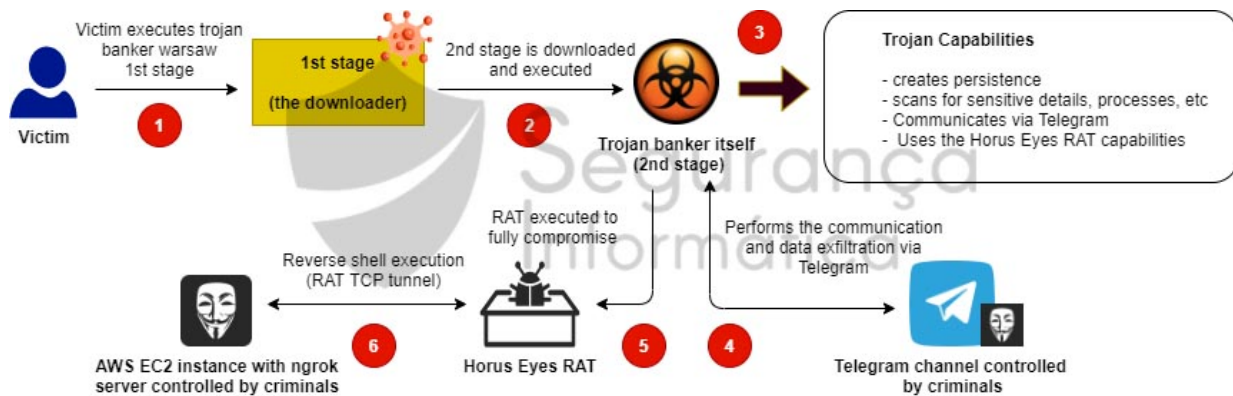 Victim executes trojan
banker warsaw
1st stage
1
Victim
1st stage
(the downloader)
2nd stage is downloaded
and executed
2
Trojan banker itself
(2nd stage)
3
Trojan Capabilities
- creates persistence
- scans for sensitive details, processes, etc
- Communicates via Telegram
- Uses the Horus Eyes RAT capabilities
Segurança
Informática
Performs the communication
and data exfiltration via
Telegram
4
Telegram channel controlled
by criminals
RAT executed to
fully compromise
5
Horus Eyes RAT
Reverse shell execution
(RAT TCP tunnel)
6
AWS EC2 instance with ngrok
server controlled by criminals